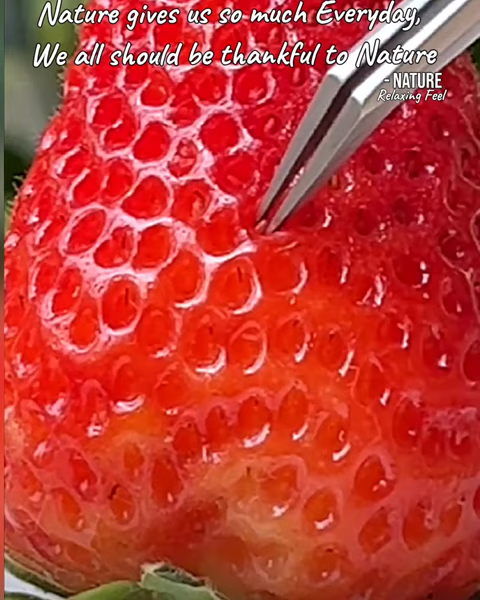 Nature gives us so much Everyday,
We all should be thankful to Nature
- NATURE
Relaxing Feel